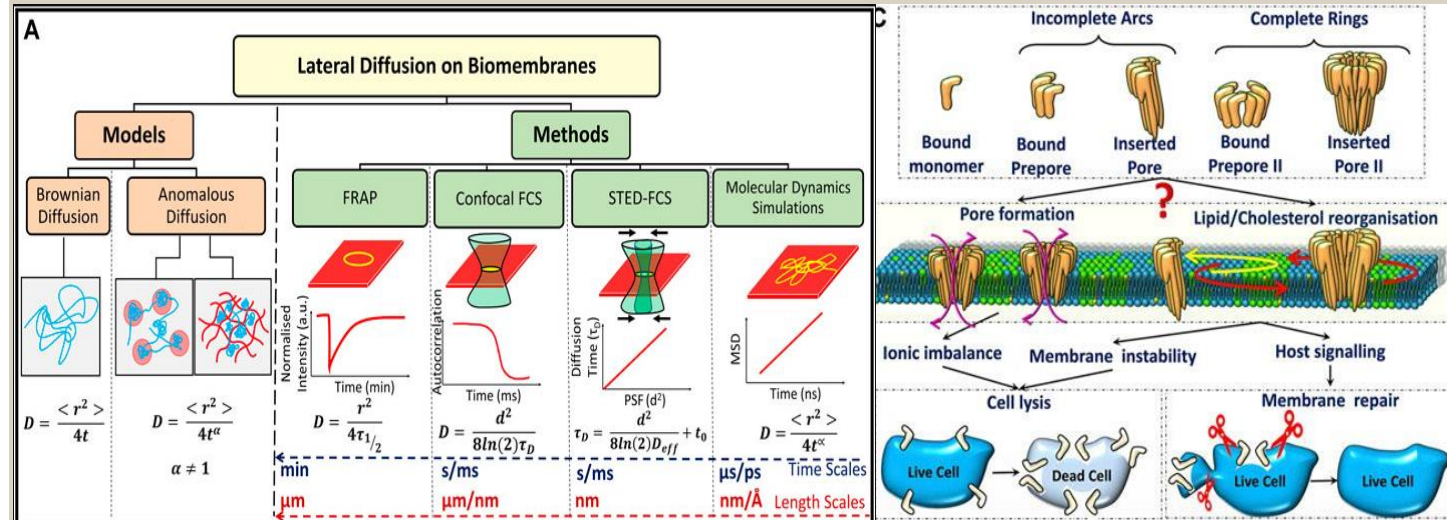 A
Lateral Diffusion on Biomembranes
Models
Methods
Brownian
Diffusion
Anomalous
Diffusion
FRAP
Confocal FCS
STED-FCS
Molecular Dynamics
Simulations
Normalised
Intensity (a.u.)
Time (min)
Autocorrelation
Time (ms)
Diffusion
Time (τD)
PSF (d²)
MSD
Time (ns)
D = <r²> / 4t
D = <r²> / 4t^α
α ≠ 1
D = r² / 4τ1/2
D = d² / 8ln(2)τD
τD = d² / 8ln(2)Deff + t0
D = <r²> / 4t^∝
min s/ms s/ms µs/ps Time Scales
µm µm/nm nm nm/Å Length Scales
C
Incomplete Arcs
Complete Rings
Bound
monomer
Bound
Prepore
Inserted
Pore
Bound
Prepore II
Inserted
Pore II
?
Pore formation
Lipid/Cholesterol reorganisation
Ionic imbalance
Membrane instability
Host signalling
Cell lysis
Membrane repair
Live Cell
Dead Cell
Live Cell
Live Cell